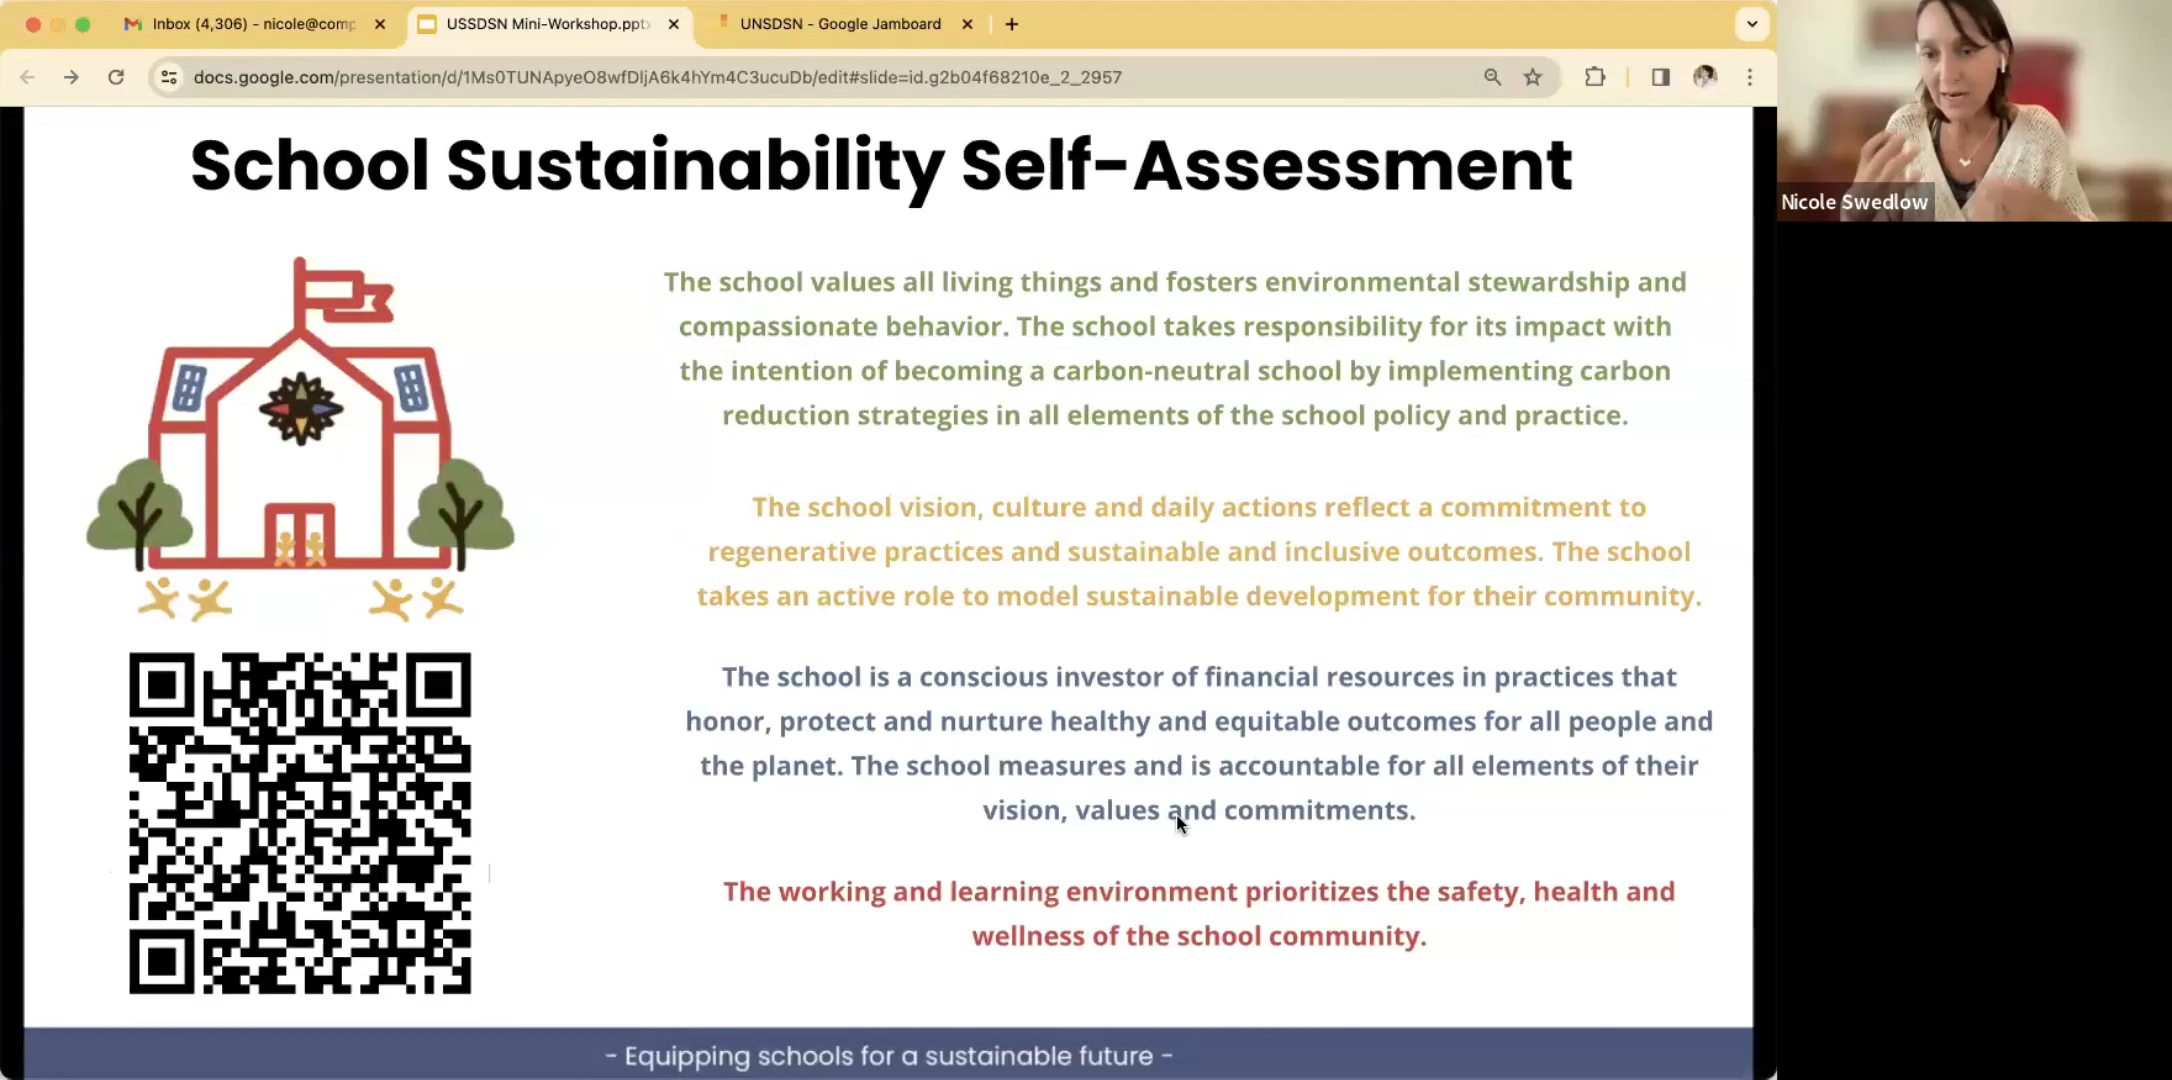 Inbox (4,306) - nicole@comp
USSDSN Mini-Workshop.pptx
UNSDSN - Google Jamboard
docs.google.com/presentation/d/1Ms0TUNApyeO8wfDljA6k4hYm4C3ucuDb/edit#slide=id.g2b04f68210e_2_2957
Nicole Swedlow
School Sustainability Self-Assessment
The school values all living things and fosters environmental stewardship and
compassionate behavior. The school takes responsibility for its impact with
the intention of becoming a carbon-neutral school by implementing carbon
reduction strategies in all elements of the school policy and practice.
The school vision, culture and daily actions reflect a commitment to
regenerative practices and sustainable and inclusive outcomes. The school
takes an active role to model sustainable development for their community.
The school is a conscious investor of financial resources in practices that
honor, protect and nurture healthy and equitable outcomes for all people and
the planet. The school measures and is accountable for all elements of their
vision, values and commitments.
The working and learning environment prioritizes the safety, health and
wellness of the school community.
- Equipping schools for a sustainable future -